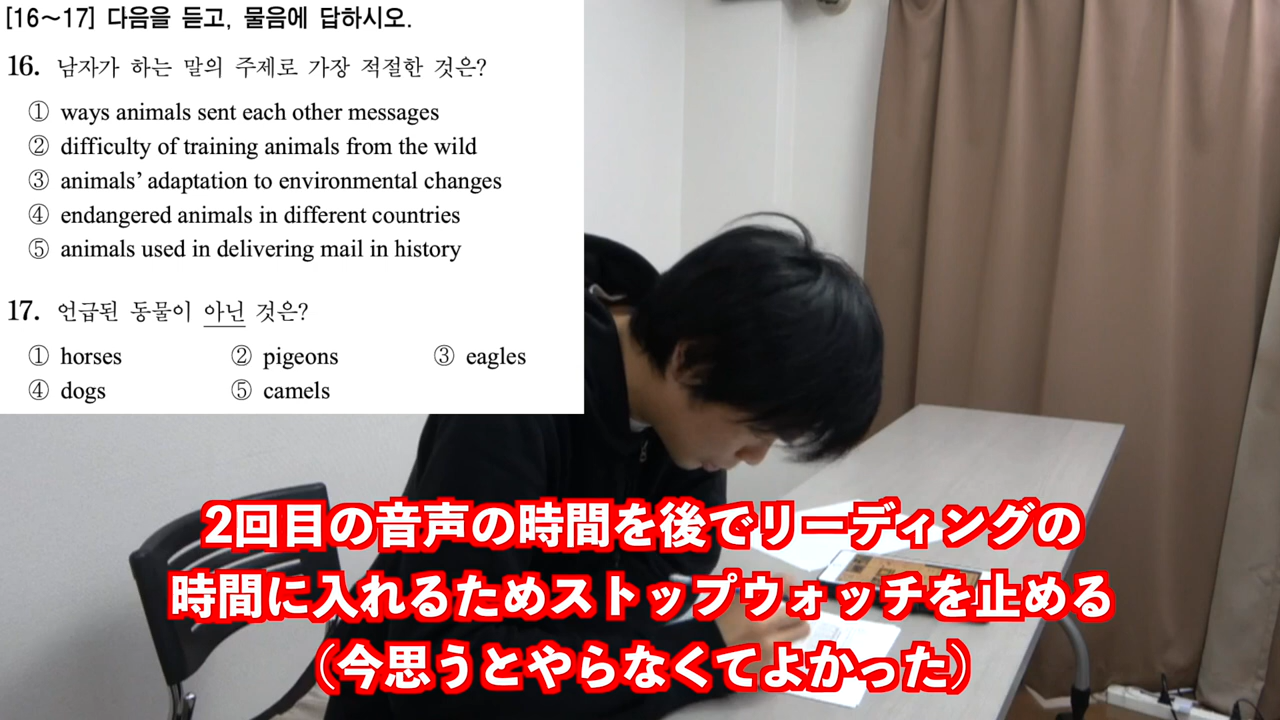 [16~17] 다음을 듣고, 물음에 답하시오.
16. 남자가 하는 말의 주제로 가장 적절한 것은?
① ways animals sent each other messages
② difficulty of training animals from the wild
③ animals’ adaptation to environmental changes
④ endangered animals in different countries
⑤ animals used in delivering mail in history
17. 언급된 동물이 아닌 것은?
① horses ② pigeons ③ eagles
④ dogs ⑤ camels
2回目の音声の時間を後でリーディングの
時間に入れるためストップウォッチを止める
（今思うとやらなくてよかった）